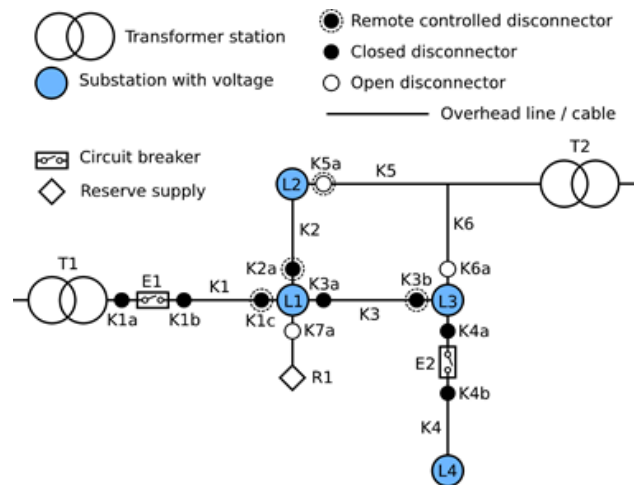 Transformer station
Substation with voltage
Remote controlled disconnector
Closed disconnector
Open disconnector
Overhead line / cable
Circuit breaker
Reserve supply
T2
K5a
K5
L2
K2
K6
T1
E1
K1
K2a
K3a
K3b
K6a
L1
L3
K1a
K1b
K1c
K7a
K3
K4a
E2
R1
K4b
K4
L4